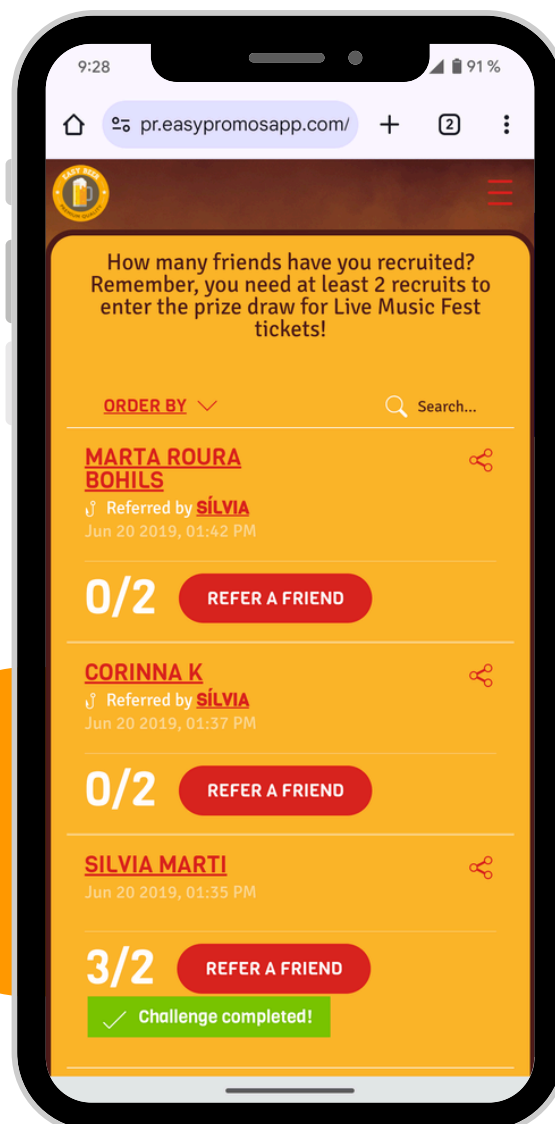 9:28
91 %
pr.easypromosapp.com/
2
EASY BEER
PREMIUM QUALITY
How many friends have you recruited?
Remember, you need at least 2 recruits to
enter the prize draw for Live Music Fest
tickets!
ORDER BY
Search...
MARTA ROURA
BOHILS
Referred by SÍLVIA
Jun 20 2019, 01:42 PM
0/2 REFER A FRIEND
CORINNA K
Referred by SÍLVIA
Jun 20 2019, 01:37 PM
0/2 REFER A FRIEND
SILVIA MARTI
Jun 20 2019, 01:35 PM
3/2 REFER A FRIEND
Challenge completed!